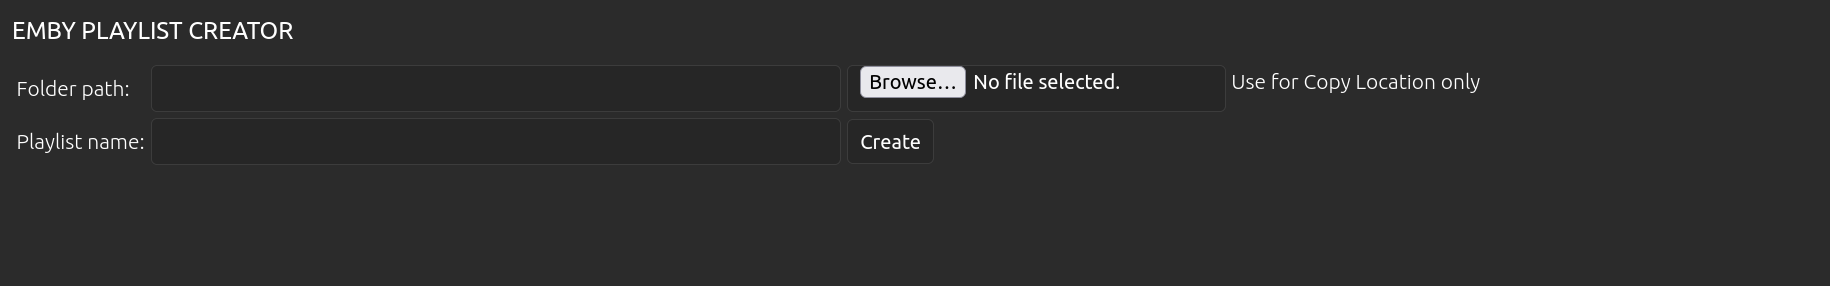 EMBY PLAYLIST CREATOR
Folder path: Browse... No file selected. Use for Copy Location only
Playlist name: Create